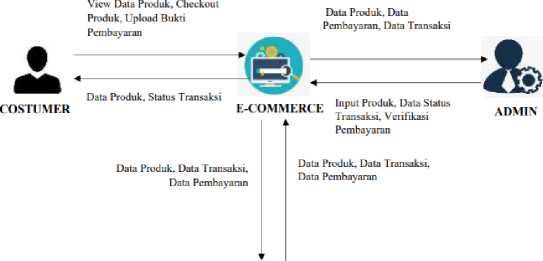 View Data Produk, Checkout
Produk, Upload Bukti
Pembayaran
Data Produk, Data
Pembayaran, Data Transaksi
COSTUMER
Data Produk, Status Transaksi
E-COMMERCE
Input Produk, Data Status
Transaksi, Verifikasi
Pembayaran
ADMIN
Data Produk, Data Transaksi,
Data Pembayaran
Data Produk, Data Transaksi,
Data Pembayaran